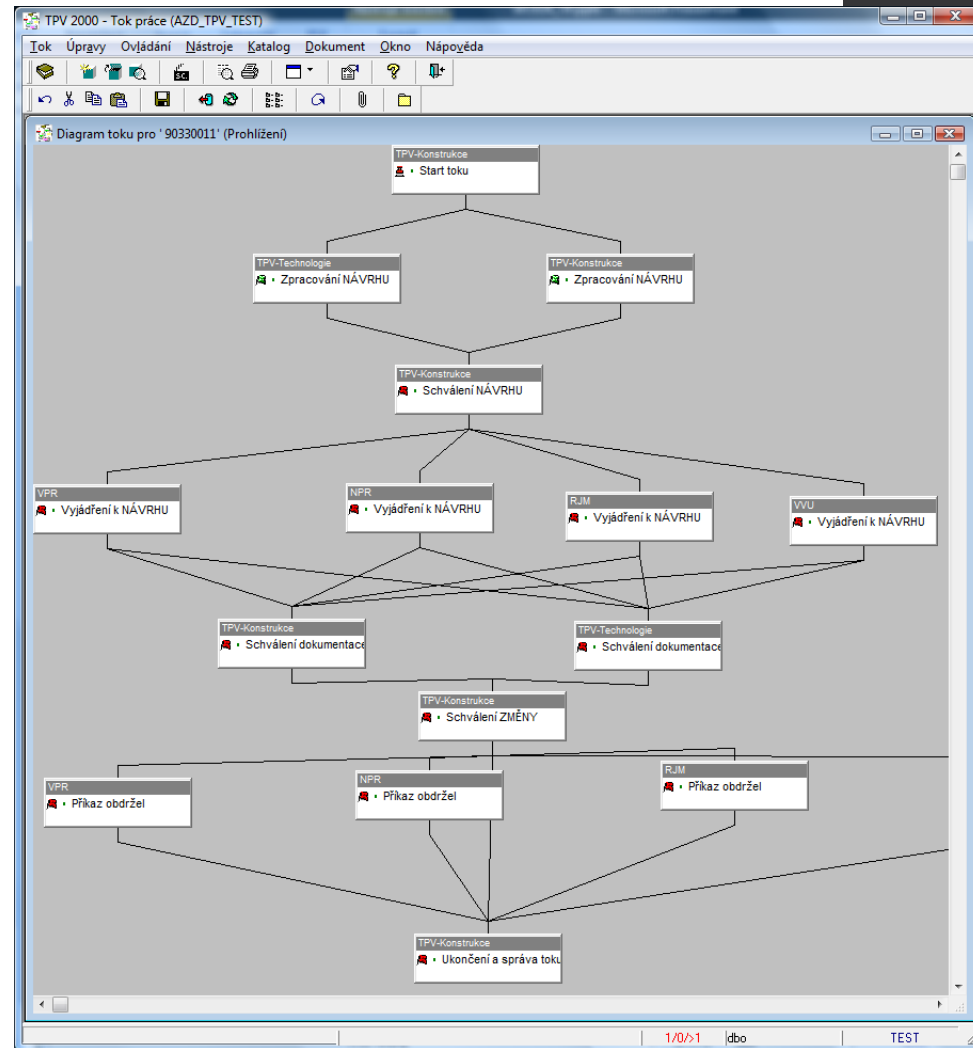 TPV 2000 - Tok práce (AZD_TPV_TEST)
Tok Úpravy Ovládání Nástroje Katalog Dokument Okno Nápověda
SC.
Diagram toku pro ' 90330011' (Prohlížení)
TPV-Konstrukce
Start toku
TPV-Technologie
Zpracování NÁVRHU
TPV-Konstrukce
Zpracování NÁVRHU
TPV-Konstrukce
Schválení NÁVRHU
VPR
Vyjádření k NÁVRHU
NPR
Vyjádření k NÁVRHU
RJM
Vyjádření k NÁVRHU
VVU
Vyjádření k NÁVRHU
TPV-Konstrukce
Schválení dokumentace
TPV-Technologie
Schválení dokumentace
TPV-Konstrukce
Schválení ZMĚNY
VPR
Příkaz obdržel
NPR
Příkaz obdržel
RJM
Příkaz obdržel
TPV-Konstrukce
Ukončení a správa toku
1/0/>1 dbo TEST